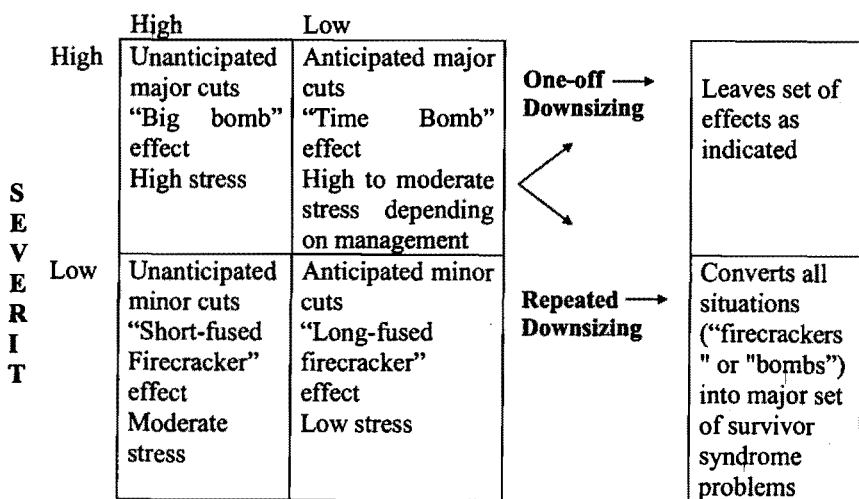 High Low
High
Unanticipated
major cuts
“Big bomb”
effect
High stress
Anticipated major
cuts
“Time Bomb”
effect
High to moderate
stress depending
on management
One-off
Downsizing
Leaves set of
effects as
indicated
S
E
V
E
R
I
T
Low
Unanticipated
minor cuts
“Short-fused
Firecracker”
effect
Moderate
stress
Anticipated minor
cuts
“Long-fused
firecracker”
effect
Low stress
Repeated
Downsizing
Converts all
situations
(“firecrackers
" or "bombs”)
into major set
of survivor
syndrome
problems